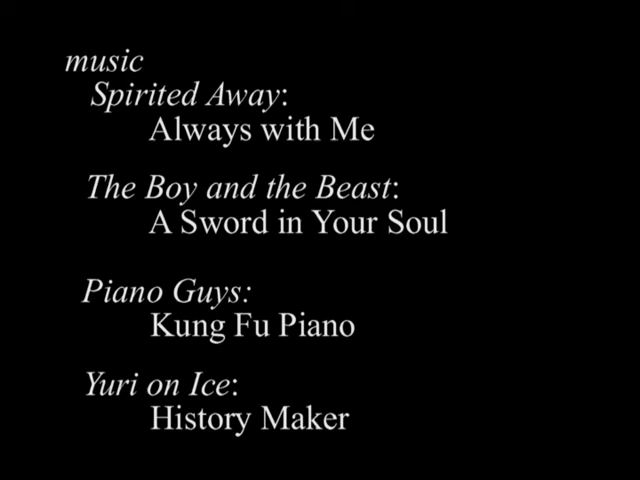 music
Spirited Away:
Always with Me
The Boy and the Beast:
A Sword in Your Soul
Piano Guys:
Kung Fu Piano
Yuri on Ice:
History Maker